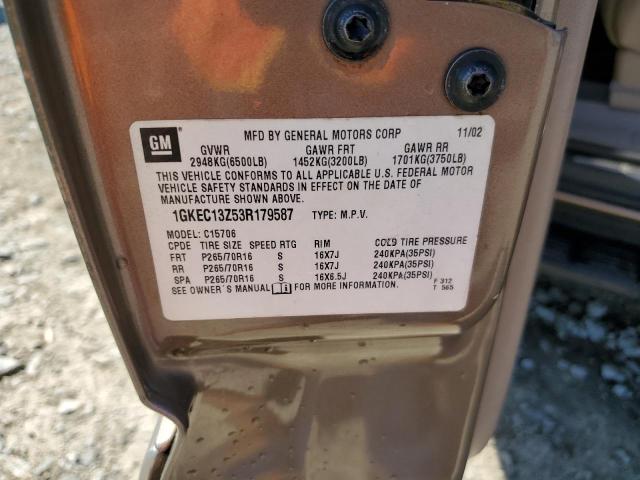 GM
MFD BY GENERAL MOTORS CORP 11/02
GVWR GAWR FRT GAWR RR
2948KG(6500LB) 1452KG(3200LB) 1701KG(3750LB)
THIS VEHICLE CONFORMS TO ALL APPLICABLE U.S. FEDERAL MOTOR
VEHICLE SAFETY STANDARDS IN EFFECT ON THE DATE OF
MANUFACTURE SHOWN ABOVE.
1GKEC13Z53R179587 TYPE: M.P.V.
MODEL: C15706
CPDE TIRE SIZE SPEED RTG RIM COLD TIRE PRESSURE
FRT P265/70R16 S 16X7J 240KPA(35PSI)
RR P265/70R16 S 16X7J 240KPA(35PSI)
SPA P265/70R16 S 16X6.5J 240KPA(35PSI)
SEE OWNER'S MANUAL FOR MORE INFORMATION.
F 312
T 565